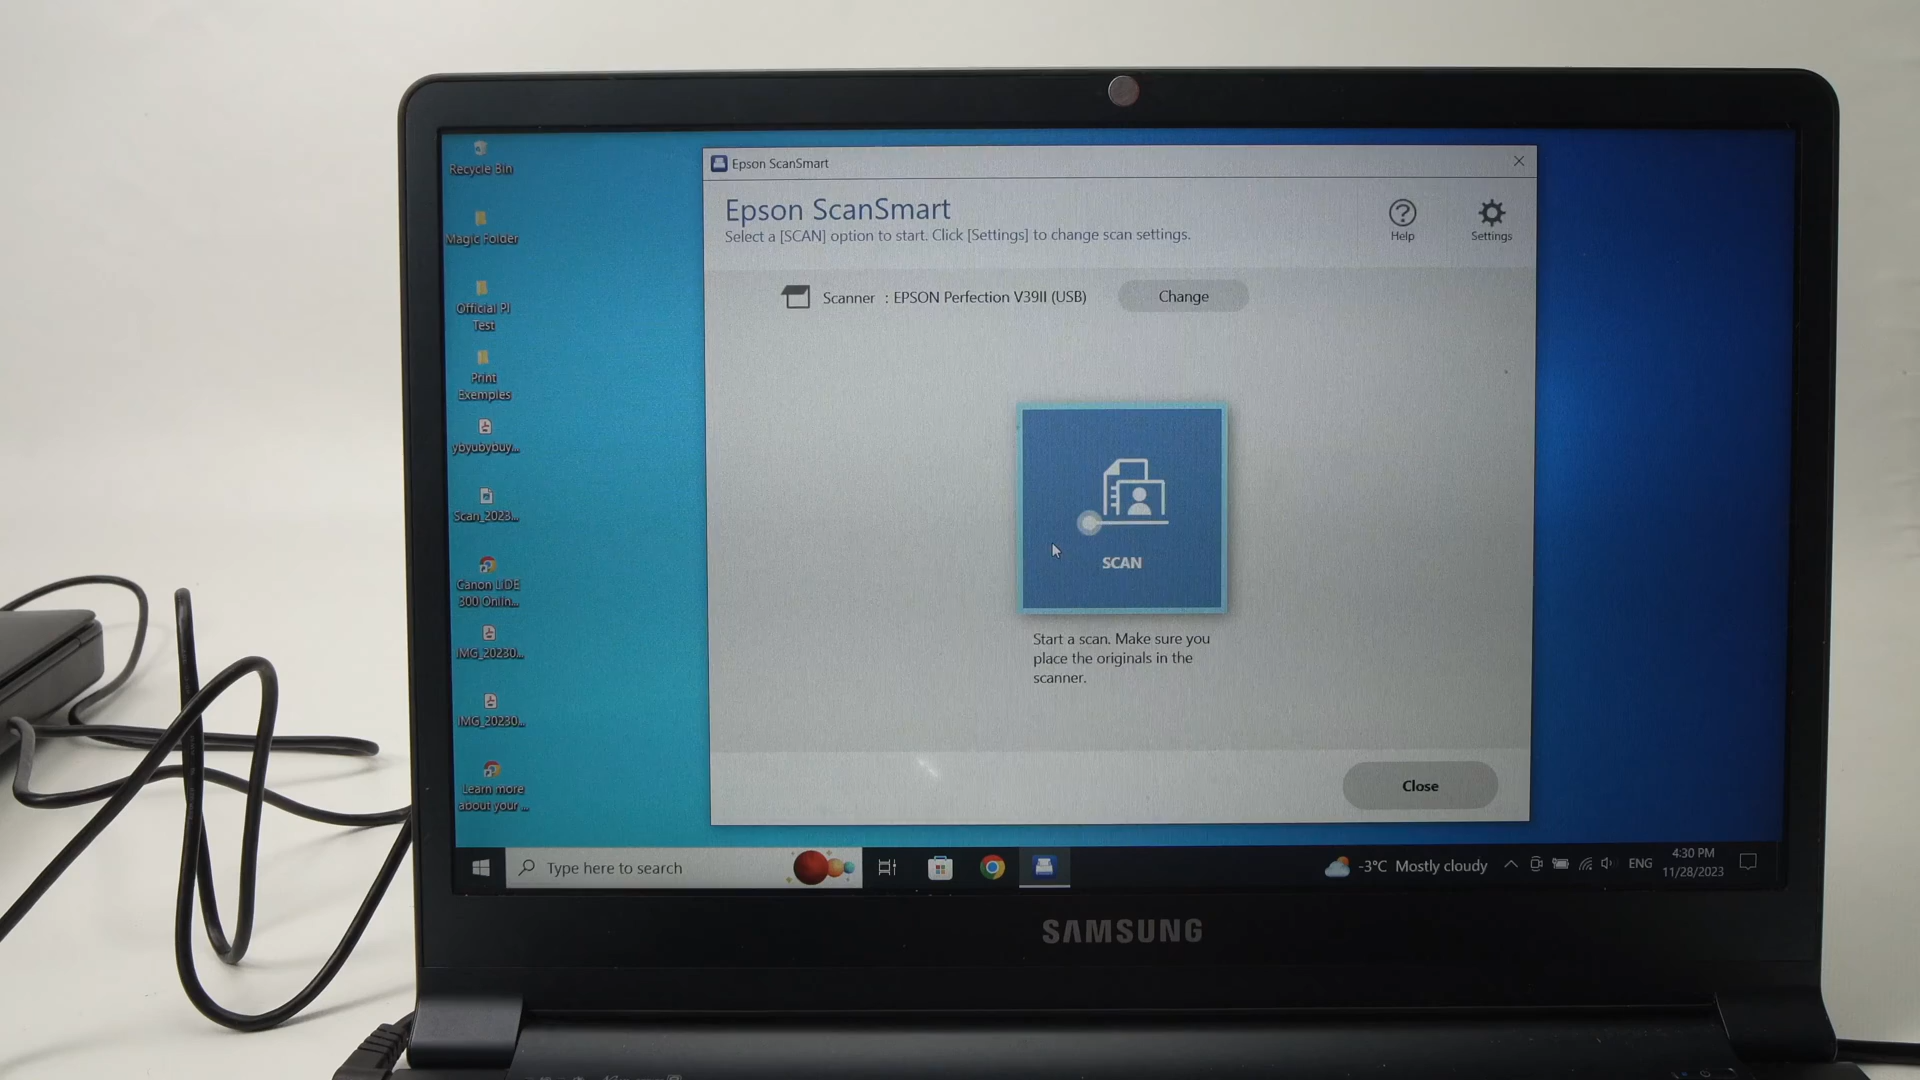 Recycle Bin
Magic Folder
Official PI
Test
Print
Exemples
ybyubybuy...
Scan_2023...
Canon LiDE
300 Onlin...
IMG_20230...
IMG_20230...
Learn more
about your ...
Epson ScanSmart
Epson ScanSmart
Select a [SCAN] option to start. Click [Settings] to change scan settings.
Help
Settings
Scanner : EPSON Perfection V39II (USB)
Change
SCAN
Start a scan. Make sure you
place the originals in the
scanner.
Close
Type here to search
-3°C Mostly cloudy
ENG
4:30 PM
11/28/2023
SAMSUNG